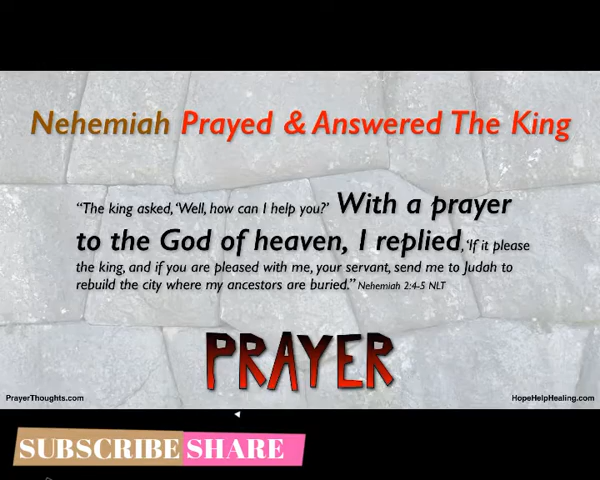 Nehemiah Prayed & Answered The King
“The king asked, ‘Well, how can I help you?’ With a prayer
to the God of heaven, I replied, ‘If it please
the king, and if you are pleased with me, your servant, send me to Judah to
rebuild the city where my ancestors are buried.” Nehemiah 2:4-5 NLT
PRAYER
PrayerThoughts.com
HopeHelpHealing.com
SUBSCRIBE SHARE